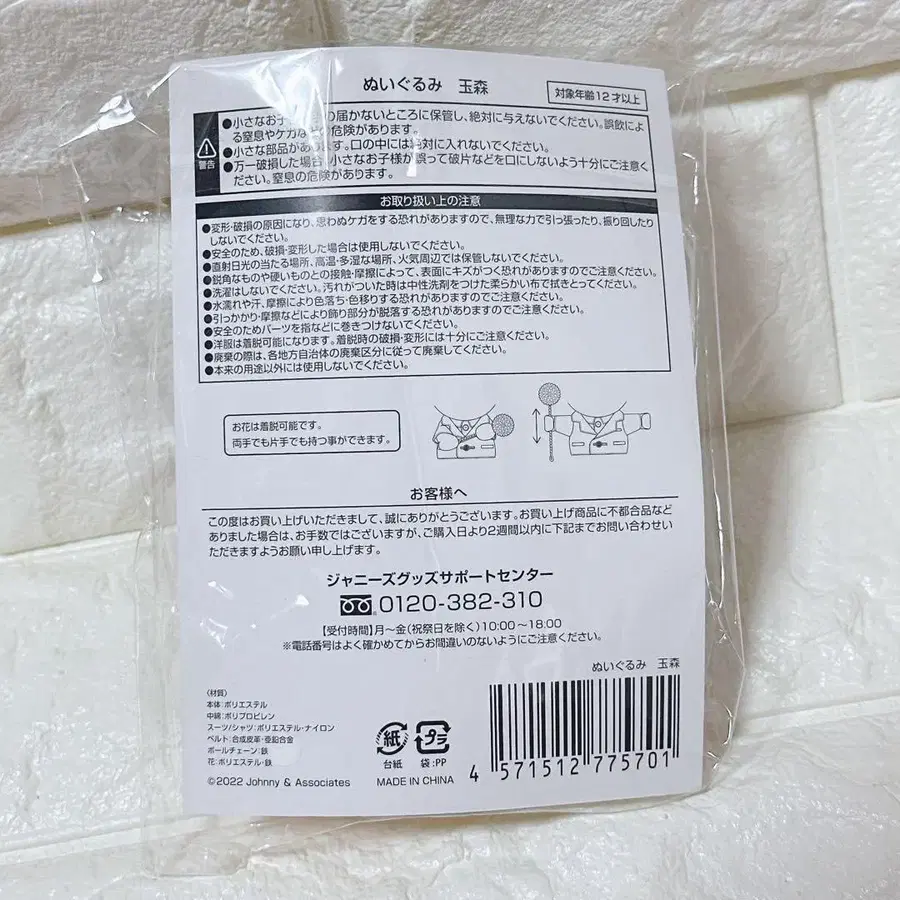 ぬいぐるみ 玉森
対象年齢12才以上
警告
●小さなお子の届かないところに保管し、絶対に与えないでください。誤飲によ
る窒息やケガなどの危険があります。
●小さな部品があります。口の中には絶対に入れないでください。
●万一破損した場合、小さなお子様が誤って破片などを口にしないよう十分にご注意く
ださい。窒息の危険があります。
お取り扱い上の注意
●変形・破損の原因になり、思わぬケガをする恐れがありますので、無理な力で引っ張ったり、振り回したり
しないでください。
●安全のため、破損・変形した場合は使用しないでください。
●直射日光の当たる場所、高温・多湿な場所、火気周辺では保管しないでください。
●鋭角なものや硬いものとの接触・摩擦によって、表面にキズがつく恐れがありますのでご注意ください。
●洗濯はしないでください。汚れがついた時は中性洗剤をつけた柔らかい布で拭きとってください。
●水濡れや汗、摩擦により色落ち・色移りする恐れがありますので、ご注意ください。
●引っかかり・摩擦などにより飾り部分が脱落する恐れがありますのでご注意ください。
●安全のためパーツを指などに巻きつけないでください。
●洋服は着脱可能になります。着脱時の破損・変形には十分にご注意ください。
●廃棄の際は、各地方自治体の廃棄区分に従って廃棄してください。
●本来の用途以外には使用しないでください。
お花は着脱可能です。
両手でも片手でも持つ事ができます。
お客様へ
この度はお買い上げいただきまして、誠にありがとうございます。お買い上げ商品に不都合品など
ありました場合は、お手数ではございますが、ご購入日より2週間以内に下記までお問い合わせい
ただきますようお願い申し上げます。
ジャニーズグッズサポートセンター
0120-382-310
【受付時間】月～金(祝祭日を除く)10:00～18:00
※電話番号はよく確かめてからお間違いのないようにご注意ください。
ぬいぐるみ 玉森
〈材質〉
本体:ポリエステル
中綿:ポリプロピレン
スーツ/シャツ:ポリエステル・ナイロン
ベルト:合成皮革・亜鉛合金
ボールチェーン:鉄
花:ポリエステル・鉄
©2022 Johnny & Associates
紙
台紙
プラ
袋:PP
MADE IN CHINA
4 571512 775701